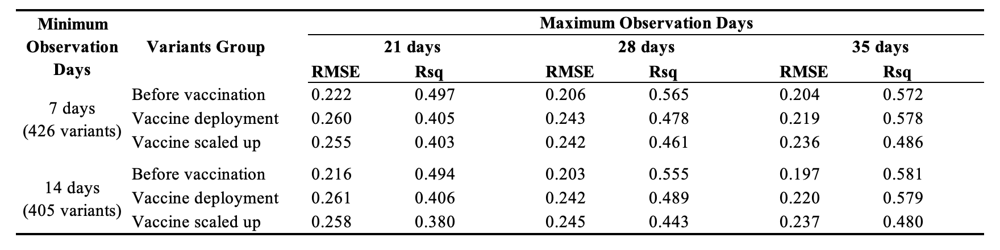 Minimum Observation Days Variants Group Maximum Observation Days
21 days 28 days 35 days
RMSE Rsq RMSE Rsq RMSE Rsq
7 days (426 variants)
Before vaccination 0.222 0.497 0.206 0.565 0.204 0.572
Vaccine deployment 0.260 0.405 0.243 0.478 0.219 0.578
Vaccine scaled up 0.255 0.403 0.242 0.461 0.236 0.486
14 days (405 variants)
Before vaccination 0.216 0.494 0.203 0.555 0.197 0.581
Vaccine deployment 0.261 0.406 0.242 0.489 0.220 0.579
Vaccine scaled up 0.258 0.380 0.245 0.443 0.237 0.480